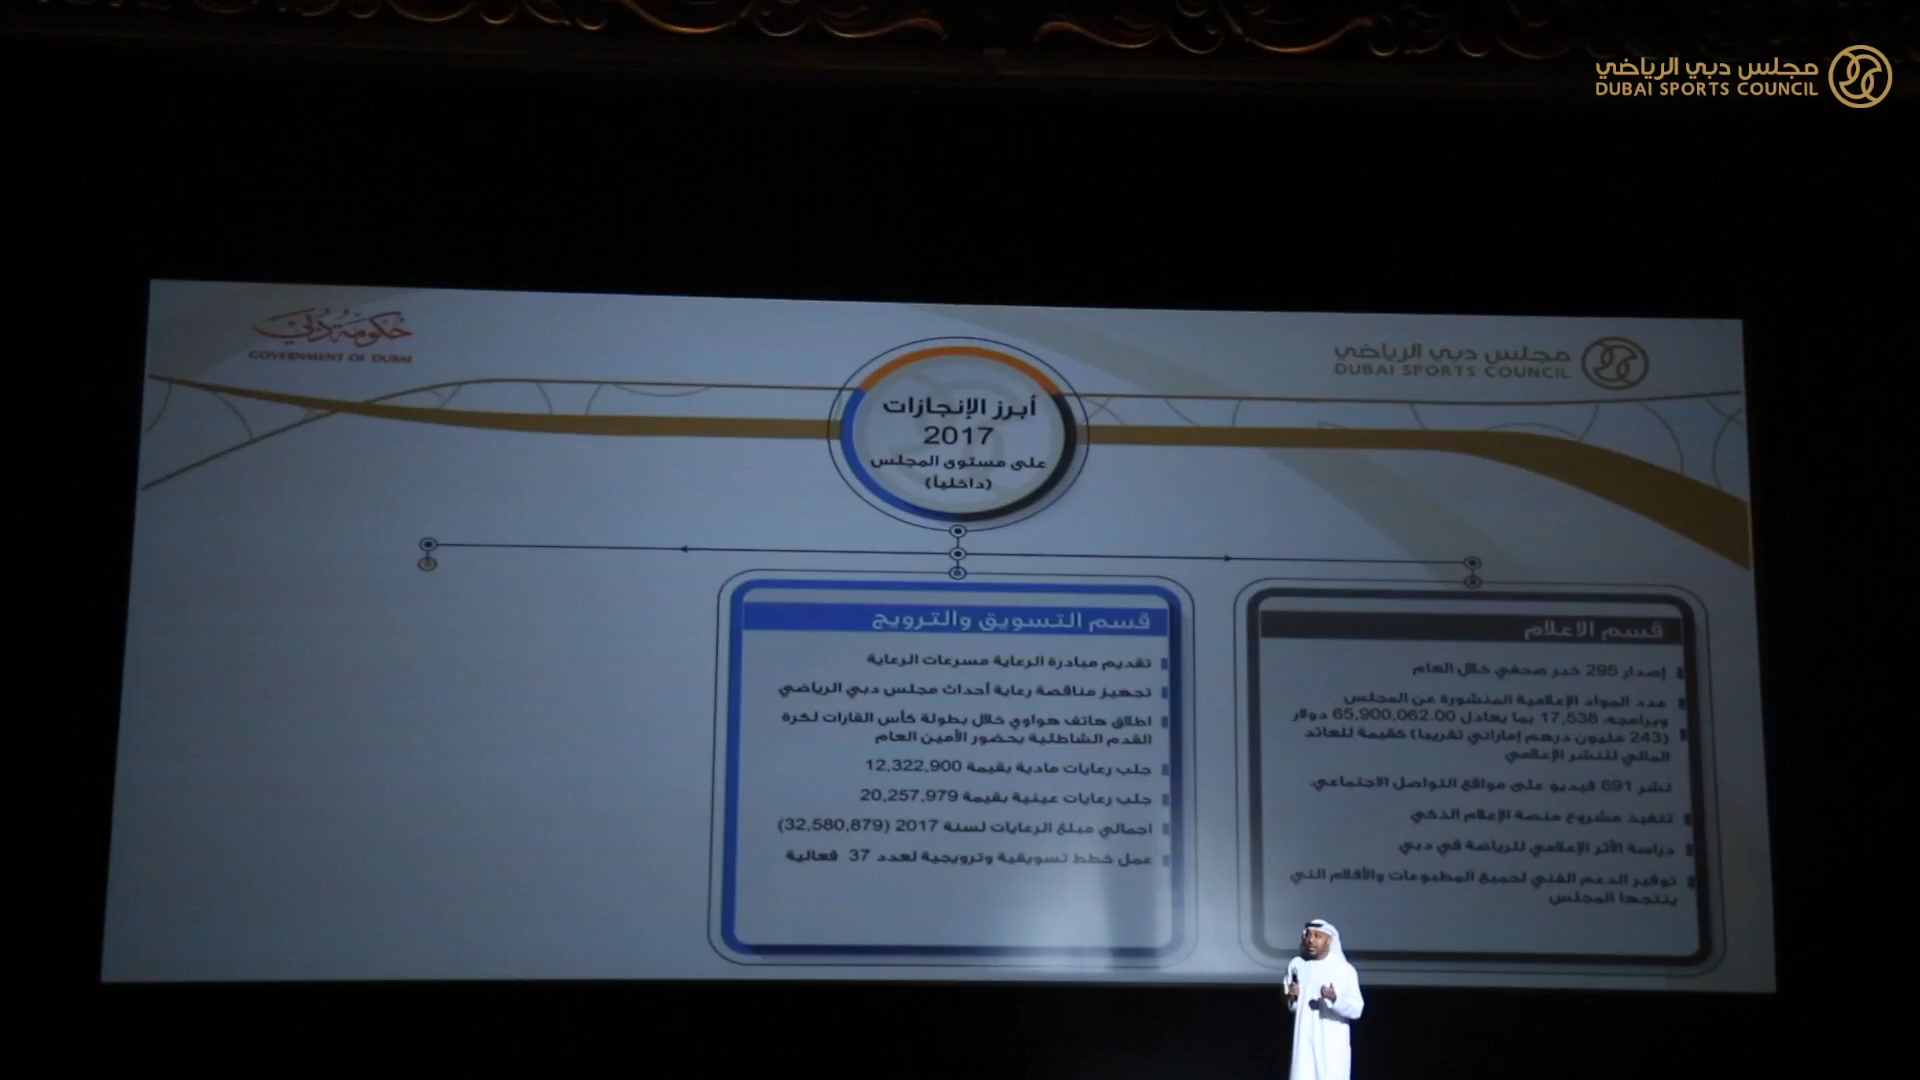 مجلس دبي الرياضي
DUBAI SPORTS COUNCIL
مجلس دبي الرياضي
DUBAI SPORTS COUNCIL
حكومة دبي
GOVERNMENT OF DUBAI
أبرز الإنجازات
2017
على مستوى المجلس
(داخلياً)
قسم الاعلام
إصدار 295 خبر صحفي خلال العام
عدد المواد الإعلامية المنشورة عن المجلس
وبرامجه 17,538 بما يعادل 65,900,062.00 دولار
(243 مليون درهم إماراتي تقريبا) كقيمة للعائد
المالي للنشر الإعلامي
نشر 691 فيديو على مواقع التواصل الاجتماعي.
تنفيذ مشروع منصة الإعلام الذكي
دراسة الأثر الإعلامي للرياضة في دبي
توفير الدعم الفني لجميع المطبوعات والأفلام التي
ينتجها المجلس
قسم التسويق والترويج
تقديم مبادرة الرعاية مسرعات الرعاية
تجهيز مناقصة رعاية أحداث مجلس دبي الرياضي
اطلاق هاتف هواوي خلال بطولة كأس القارات لكرة
القدم الشاطئية بحضور الأمين العام
جلب رعايات مادية بقيمة 12,322,900
جلب رعايات عينية بقيمة 20,257,979
اجمالي مبلغ الرعايات لسنة 2017 (32,580,879)
عمل خطط تسويقية وترويجية لعدد 37 فعالية